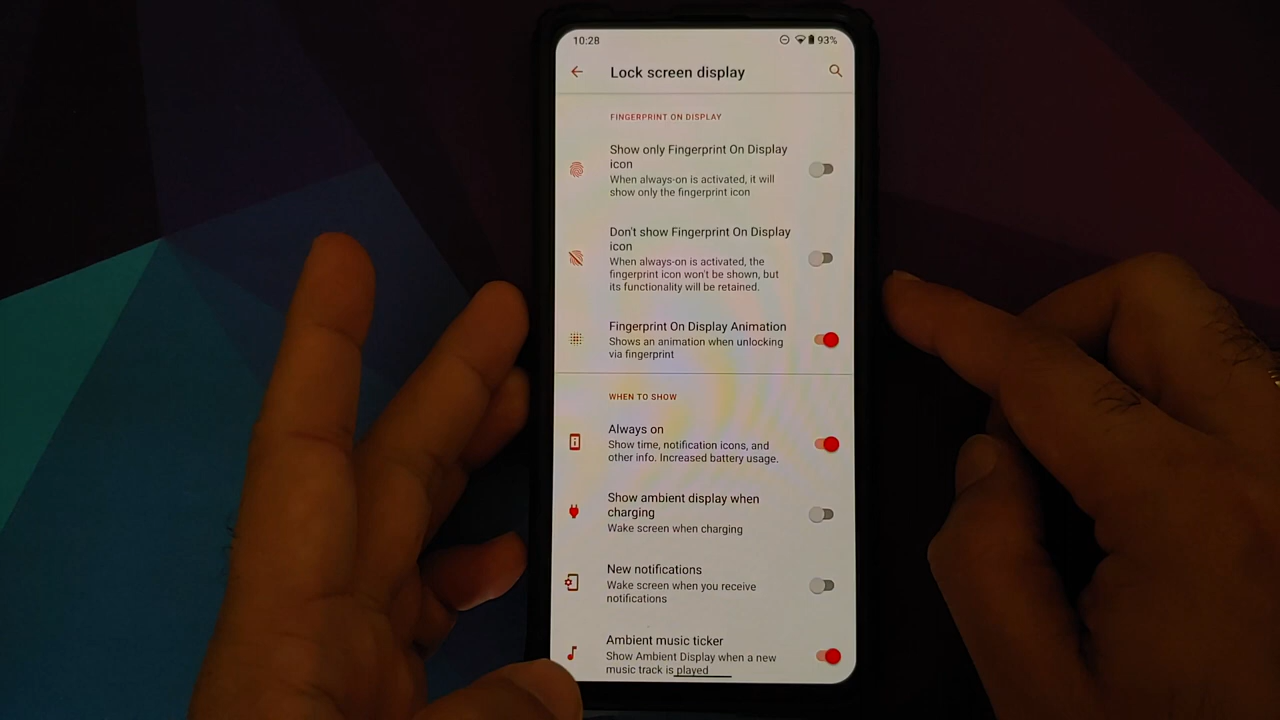 10:28
93%
Lock screen display
FINGERPRINT ON DISPLAY
Show only Fingerprint On Display
icon
When always-on is activated, it will
show only the fingerprint icon
Don't show Fingerprint On Display
icon
When always-on is activated, the
fingerprint icon won't be shown, but
its functionality will be retained.
Fingerprint On Display Animation
Shows an animation when unlocking
via fingerprint
WHEN TO SHOW
Always on
Show time, notification icons, and
other info. Increased battery usage.
Show ambient display when
charging
Wake screen when charging
New notifications
Wake screen when you receive
notifications
Ambient music ticker
Show Ambient Display when a new
music track is played